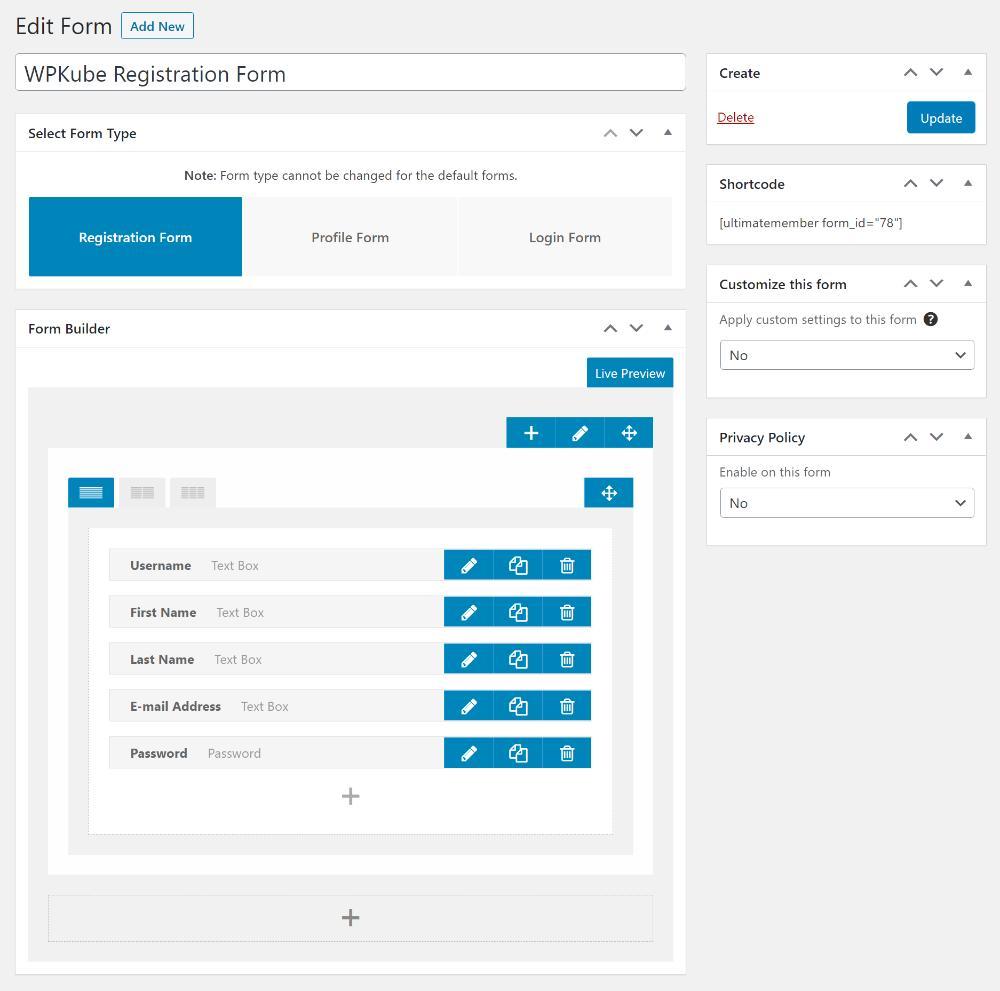 Edit Form Add New
WPKube Registration Form
Select Form Type
Note: Form type cannot be changed for the default forms.
Registration Form Profile Form Login Form
Form Builder
Live Preview
Username Text Box
First Name Text Box
Last Name Text Box
E-mail Address Text Box
Password Password
Create
Delete Update
Shortcode
[ultimatemember form_id="78"]
Customize this form
Apply custom settings to this form ?
No
Privacy Policy
Enable on this form
No